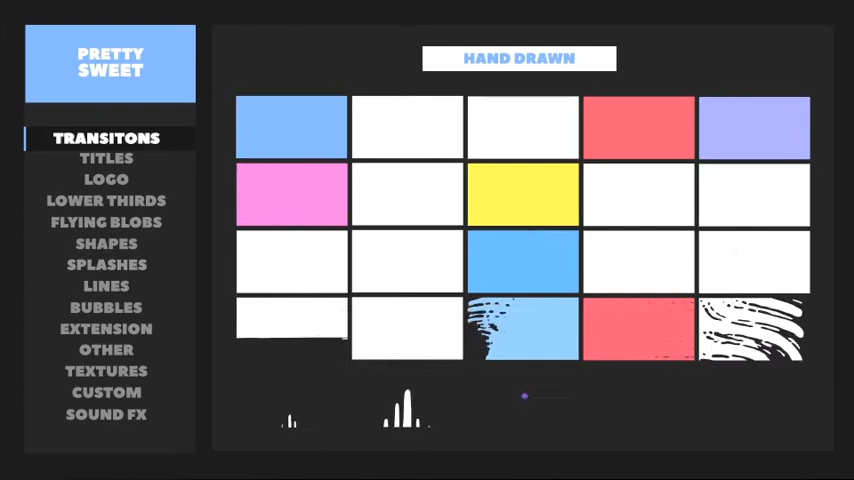 PRETTY
SWEET
HAND DRAWN
TRANSITONS
TITLES
LOGO
LOWER THIRDS
FLYING BLOBS
SHAPES
SPLASHES
LINES
BUBBLES
EXTENSION
OTHER
TEXTURES
CUSTOM
SOUND FX